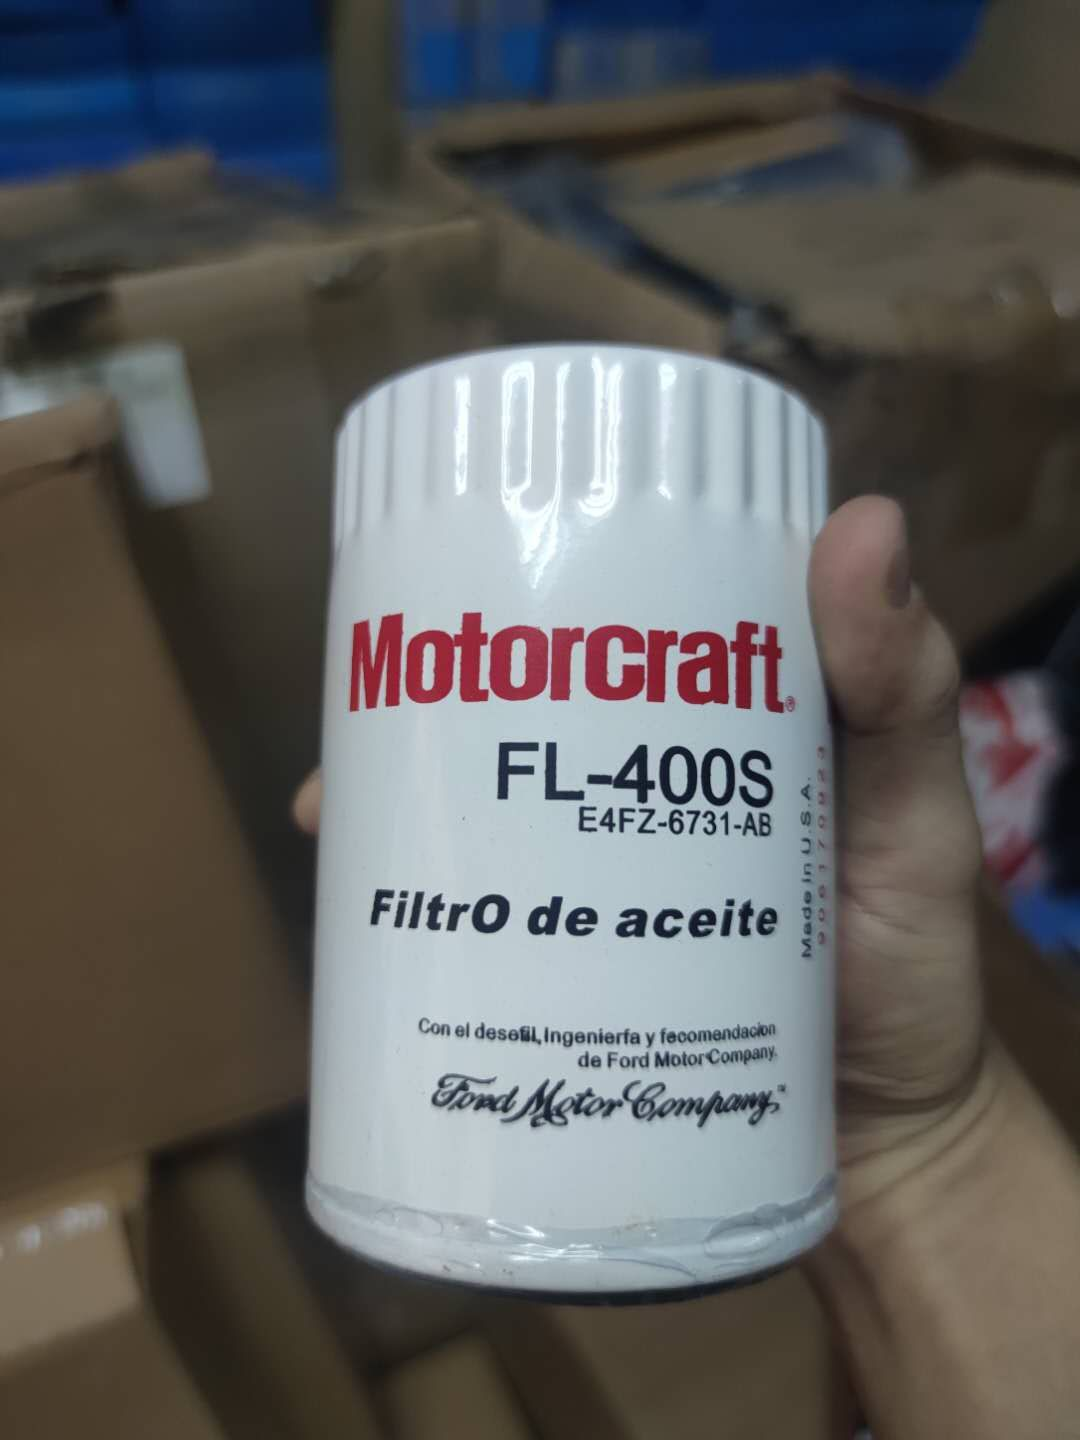 Motorcraft®
FL-400S
E4FZ-6731-AB
FiltrO de aceite
Con el desefil, Ingenierfa y fecomendacion
de Ford Motor Company.
Ford Motor Company,™
Made in U.S.A.